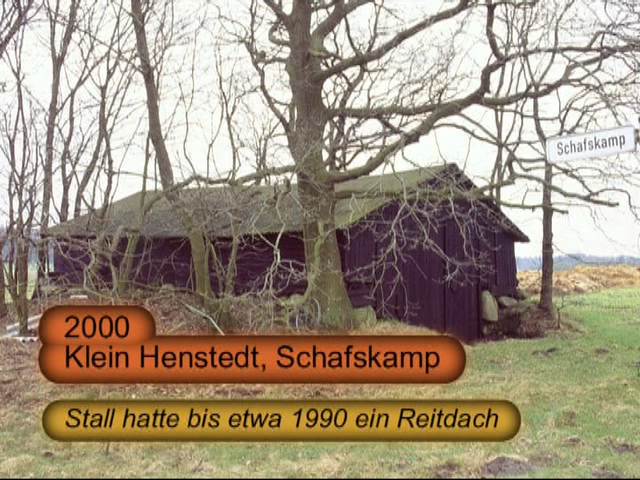 Schafskamp
2000
Klein Henstedt, Schafskamp
Stall hatte bis etwa 1990 ein Reitdach